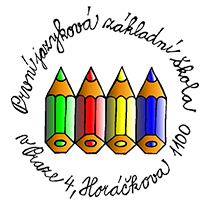 První jazyková základní škola
v Praze 4, Horáčkova 1100